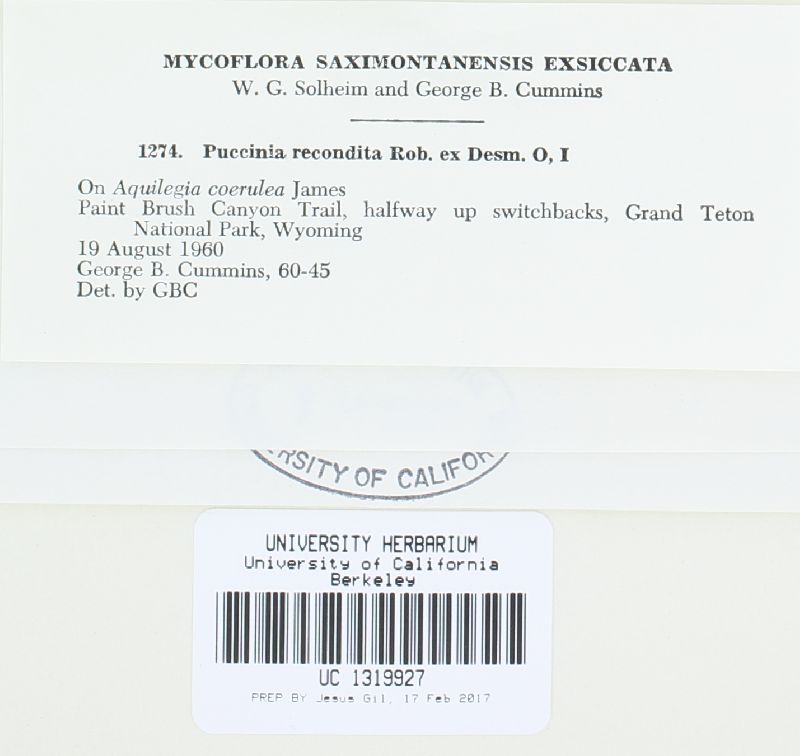 MYCOFLORA SAXIMONTANENSIS EXSICCATA
W. G. Solheim and George B. Cummins
1274. Puccinia recondita Rob. ex Desm. O, I
On Aquilegia coerulea James
Paint Brush Canyon Trail, halfway up switchbacks, Grand Teton
National Park, Wyoming
19 August 1960
George B. Cummins, 60-45
Det. by GBC
RSITY OF CALIFOR
UNIVERSITY HERBARIUM
University of California
Berkeley
UC 1319927
PREP BY Jesus Gil, 17 Feb 2017